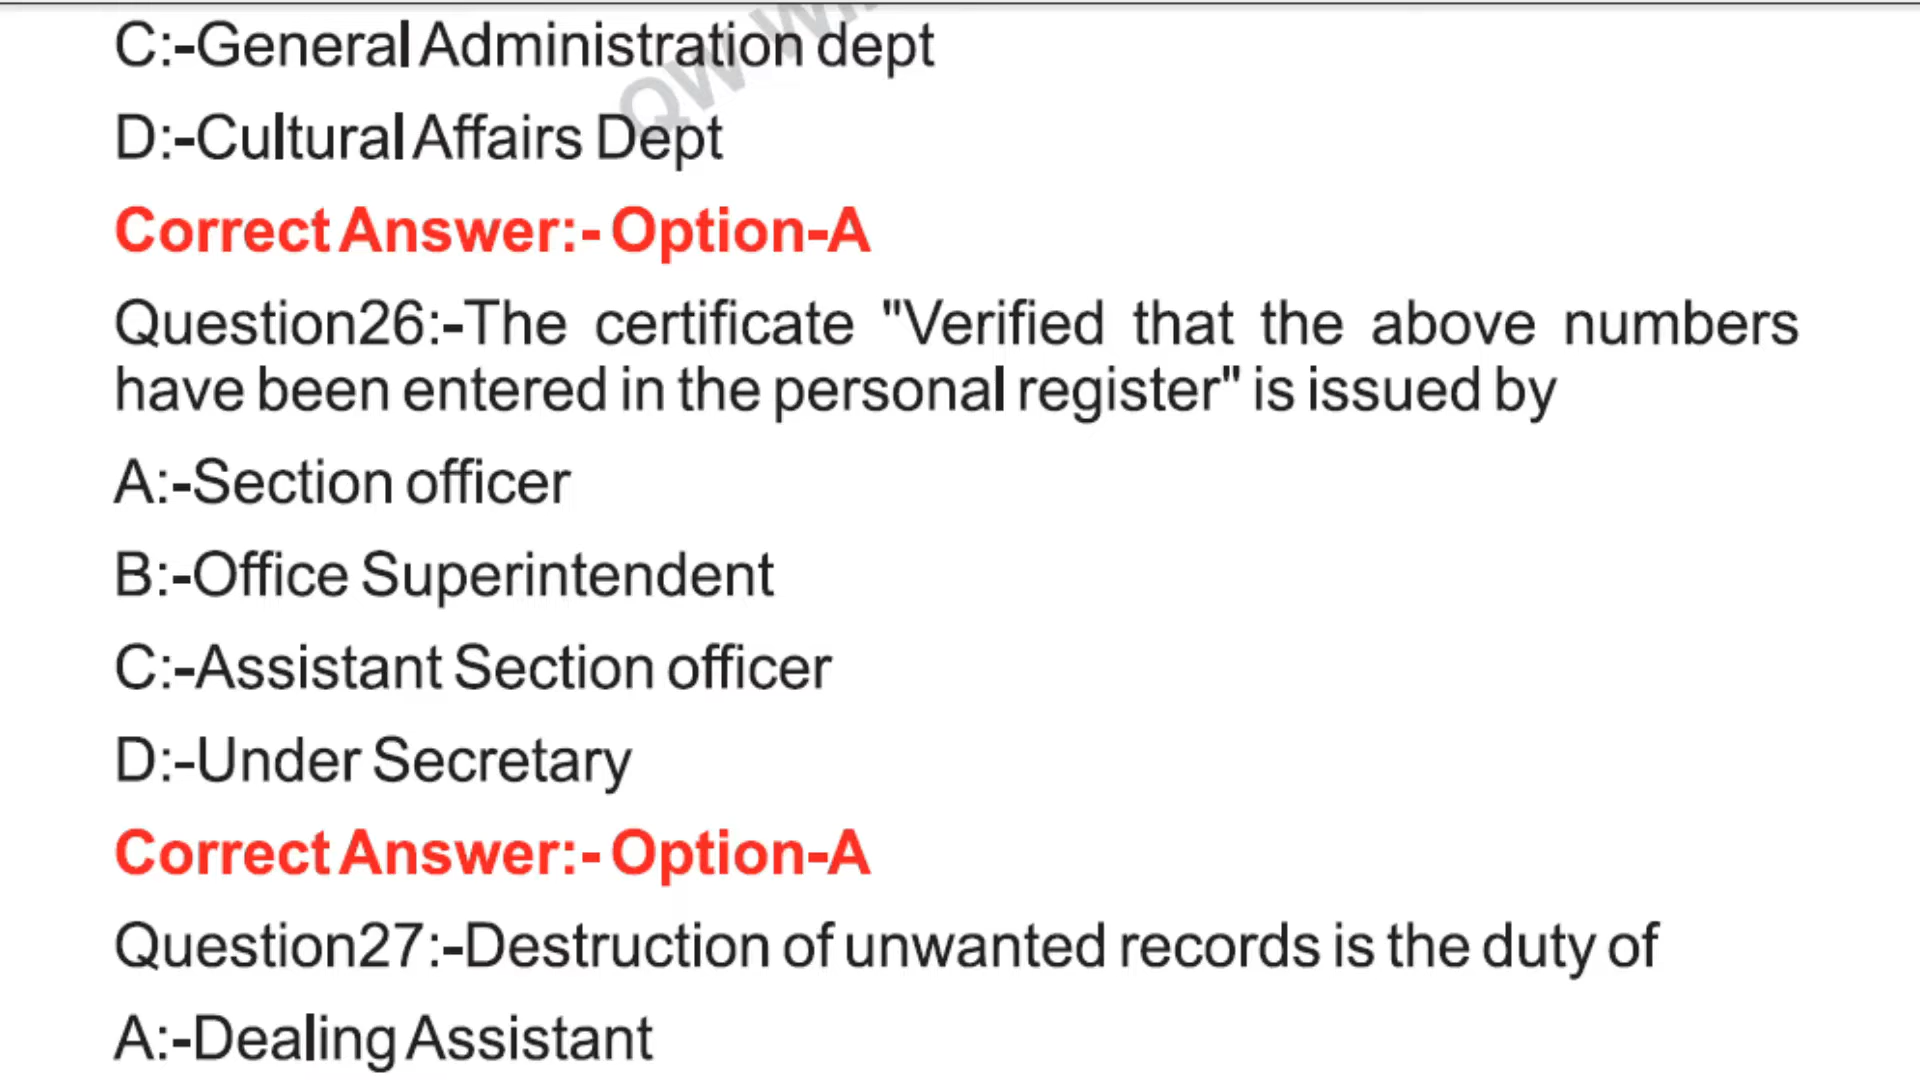 C:-General Administration dept
D:-Cultural Affairs Dept
Correct Answer:- Option-A
Question26:-The certificate "Verified that the above numbers
have been entered in the personal register" is issued by
A:-Section officer
B:-Office Superintendent
C:-Assistant Section officer
D:-Under Secretary
Correct Answer:- Option-A
Question27:-Destruction of unwanted records is the duty of
A:-Dealing Assistant